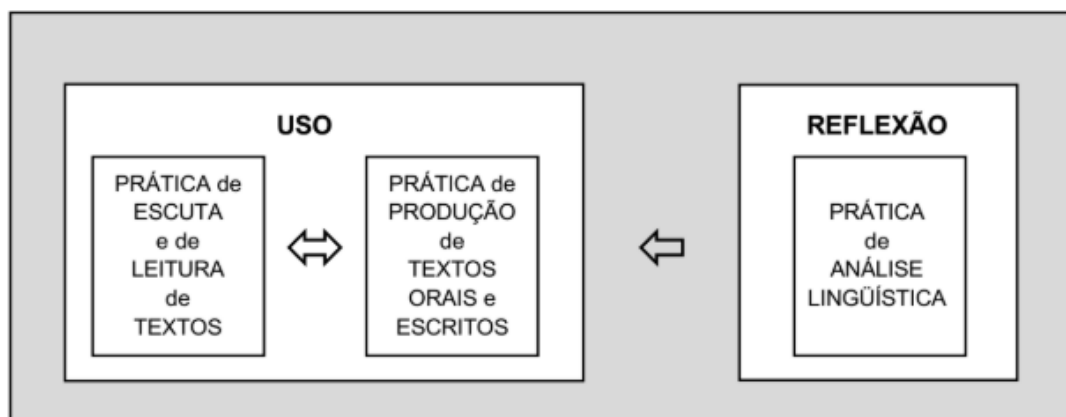 USO
PRÁTICA de
ESCUTA
e de
LEITURA
de
TEXTOS
PRÁTICA de
PRODUÇÃO
de
TEXTOS
ORAIS e
ESCRITOS
REFLEXÃO
PRÁTICA
de
ANÁLISE
LINGÜÍSTICA